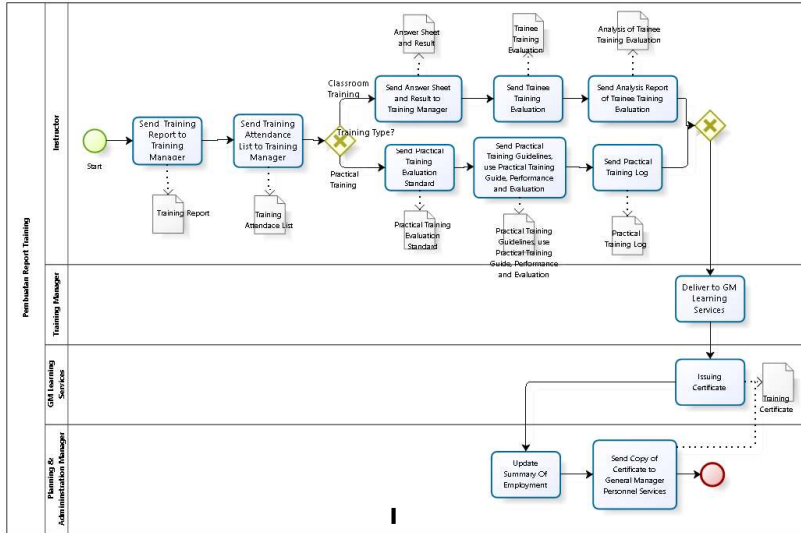 Pembuatan Report Training
Instructor
Start
Send Training
Report to
Training
Manager
Training Report
Send Training
Attendance
List to Training
Manager
Training
Attendace List
Training Type?
Classroom
Training
Answer Sheet
and Result
Send Answer Sheet
and Result to
Training Manager
Trainee
Training
Evaluation
Send Trainee
Training
Evaluation
Analysis of Trainee
Training Evaluation
Send Analysis Report
of Trainee Training
Evaluation
Practical
Training
Send Practical
Training
Evaluation
Standard
Practical Training
Evaluation
Standard
Send Practical
Training Guidelines,
use Practical Training
Guide, Performance
and Evaluation
Practical Training
Guidelines, use
Practical Training
Guide, Performance
and Evaluation
Send Practical
Training Log
Practical
Training Log
Training Manager
Deliver to GM
Learning
Services
GM Learning
Services
Issuing
Certificate
Training
Certificate
Planning &
Admininstration Manager
Update
Summary Of
Employment
Send Copy of
Certificate to
General Manager
Personnel Services
I